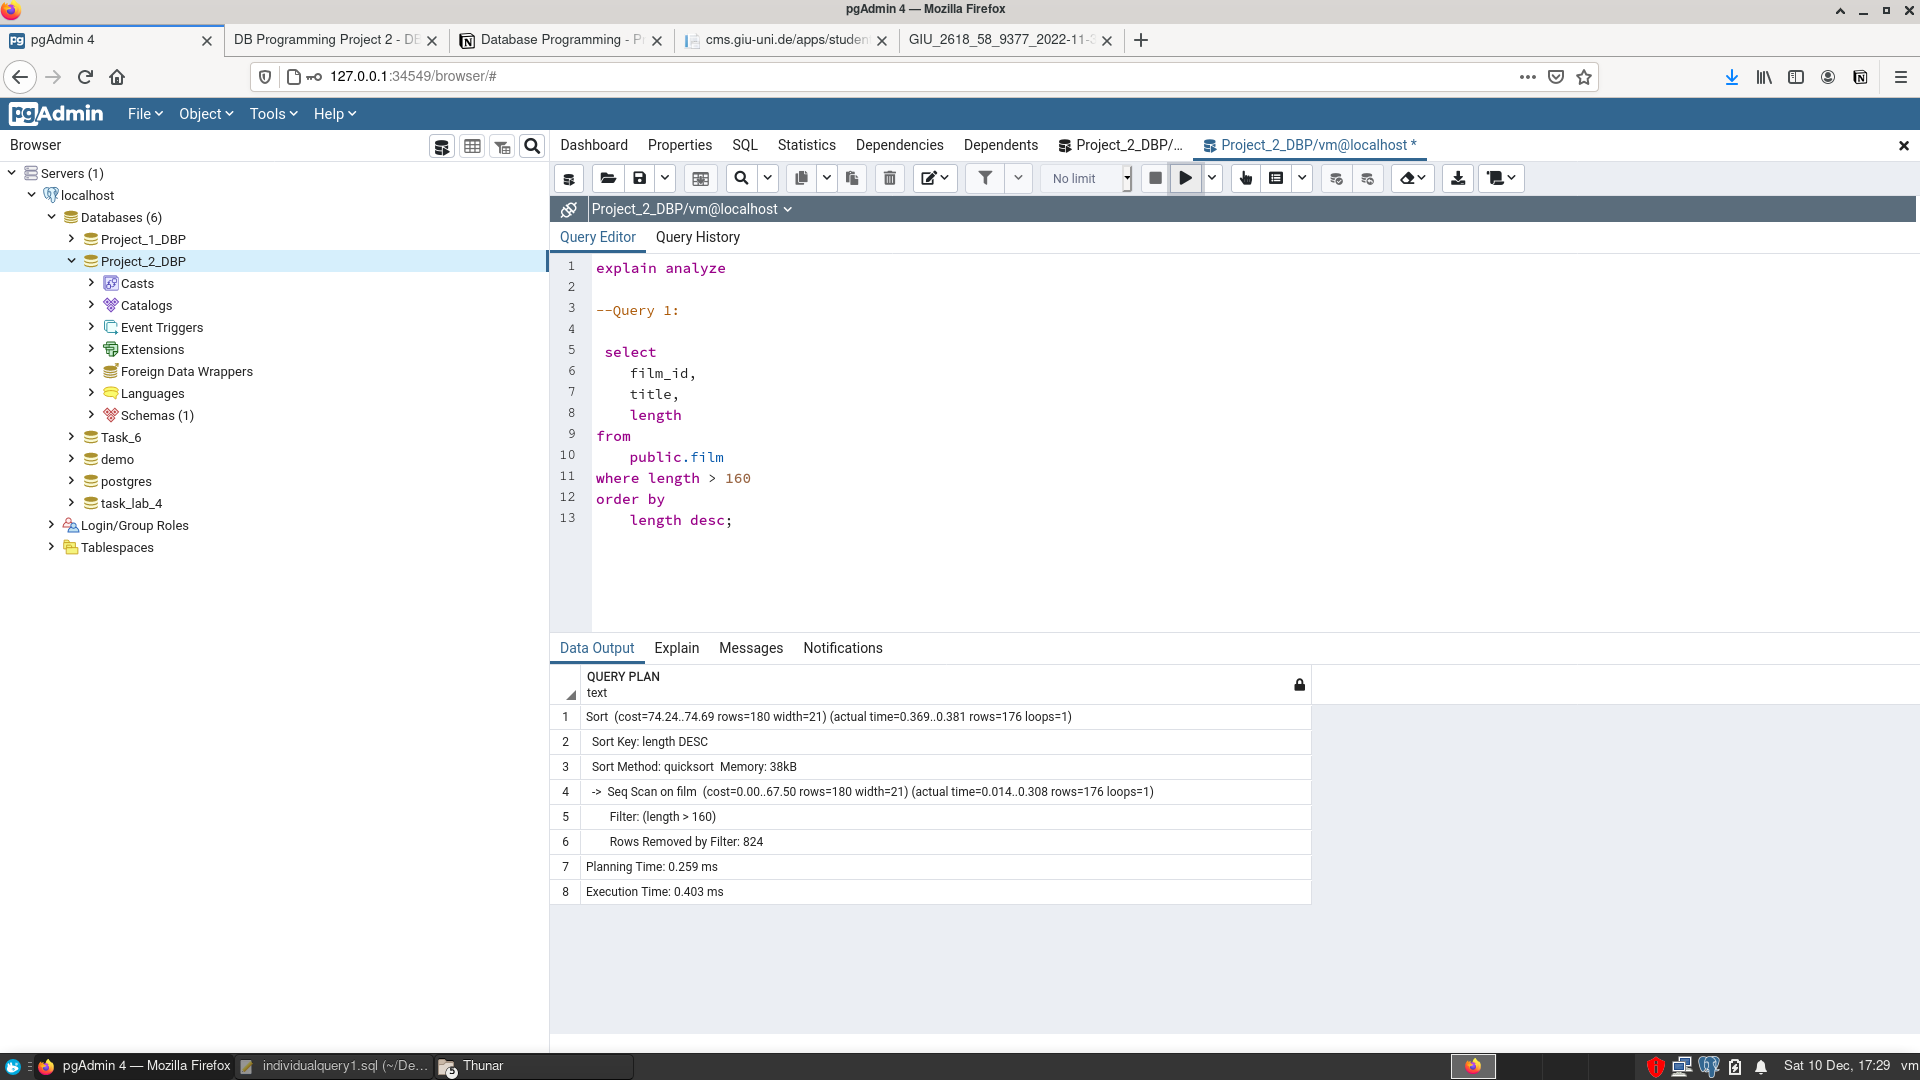 pgAdmin 4 — Mozilla Firefox
pgAdmin 4
DB Programming Project 2 - DB
Database Programming - P
cms.giu-uni.de/apps/studen
GIU_2618_58_9377_2022-11-3
127.0.0.1:34549/browser/#
pgAdmin
File
Object
Tools
Help
Browser
Dashboard
Properties
SQL
Statistics
Dependencies
Dependents
Project_2_DBP/...
Project_2_DBP/vm@localhost *
Servers (1)
localhost
Databases (6)
Project_1_DBP
Project_2_DBP
Casts
Catalogs
Event Triggers
Extensions
Foreign Data Wrappers
Languages
Schemas (1)
Task_6
demo
postgres
task_lab_4
Login/Group Roles
Tablespaces
No limit
Project_2_DBP/vm@localhost
Query Editor
Query History
1 explain analyze
2
3 --Query 1:
4
5 select
6 film_id,
7 title,
8 length
9 from
10 public.film
11 where length > 160
12 order by
13 length desc;
Data Output
Explain
Messages
Notifications
QUERY PLAN
text
1 Sort (cost=74.24..74.69 rows=180 width=21) (actual time=0.369..0.381 rows=176 loops=1)
2 Sort Key: length DESC
3 Sort Method: quicksort Memory: 38kB
4 -> Seq Scan on film (cost=0.00..67.50 rows=180 width=21) (actual time=0.014..0.308 rows=176 loops=1)
5 Filter: (length > 160)
6 Rows Removed by Filter: 824
7 Planning Time: 0.259 ms
8 Execution Time: 0.403 ms
pgAdmin 4 — Mozilla Firefox
individualquery1.sql (~/De...
5
Thunar
Sat 10 Dec, 17:29
vm